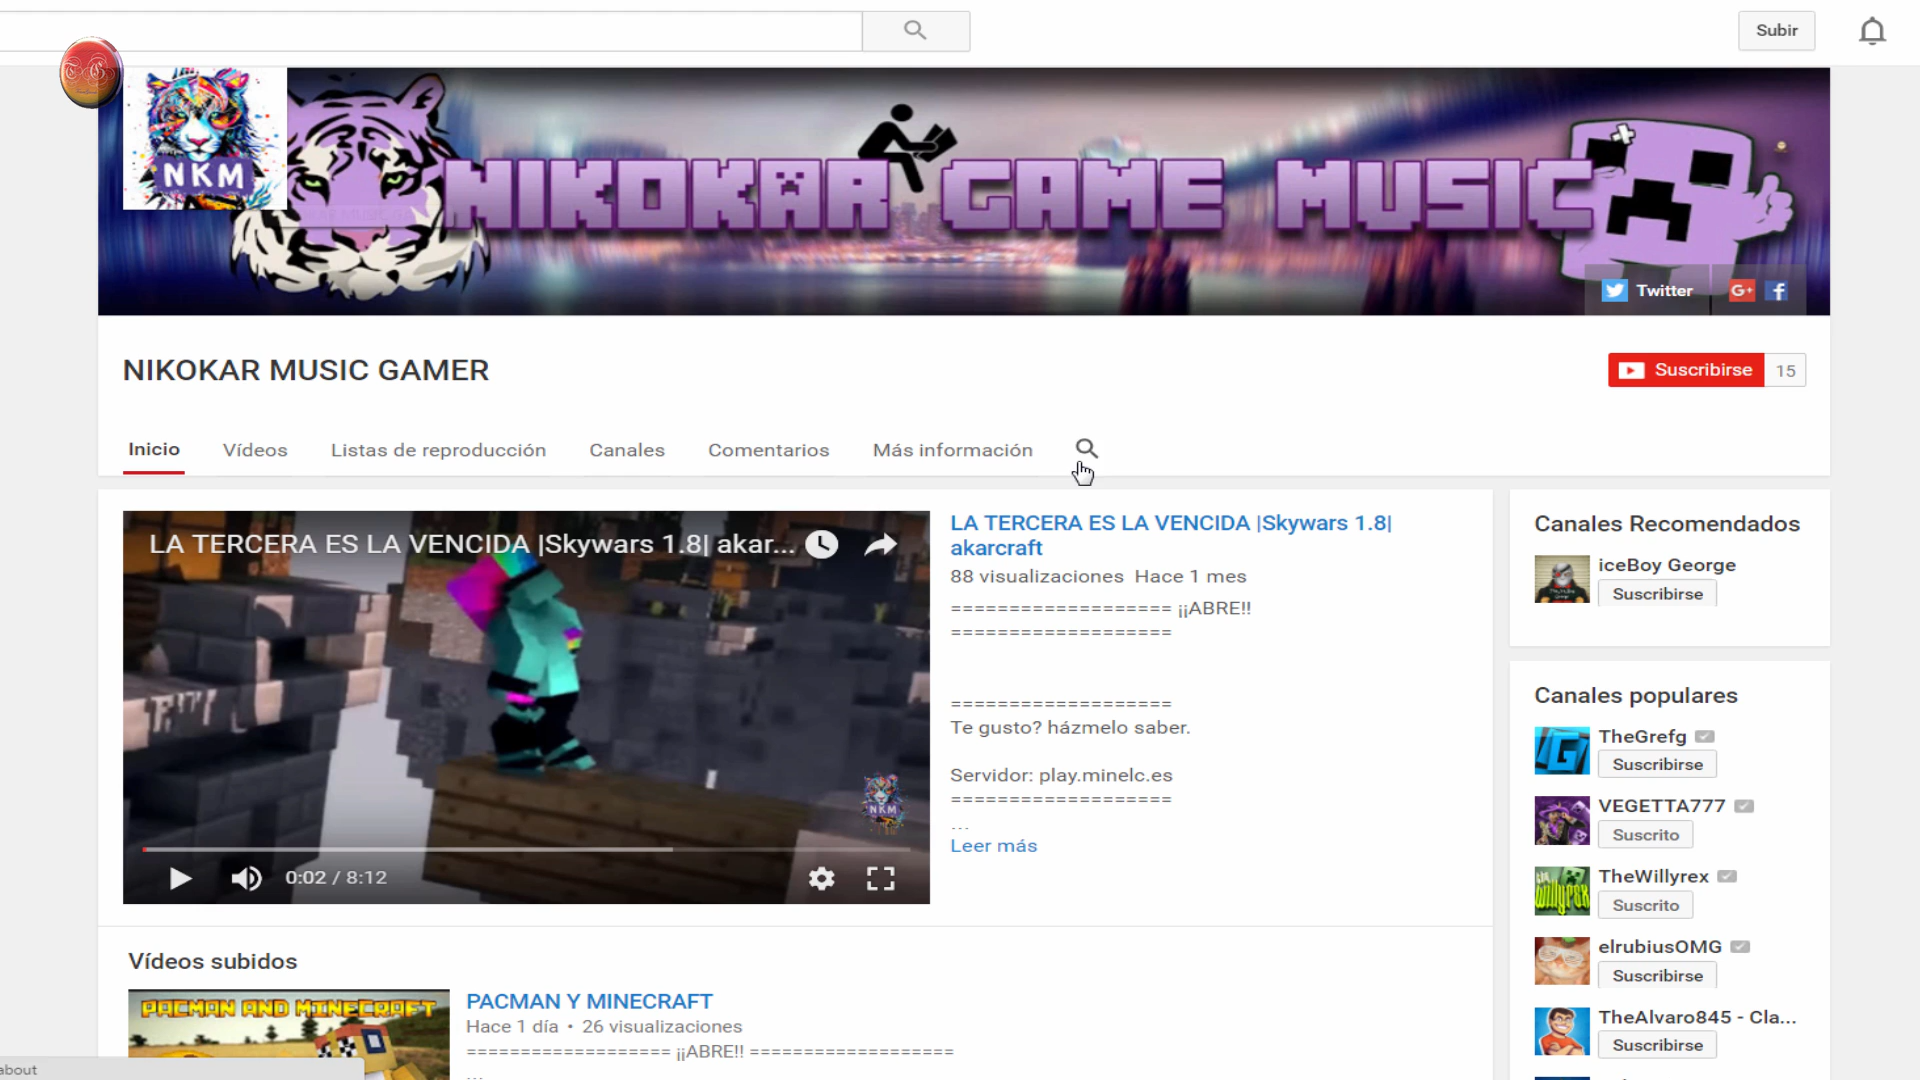 Subir
NKM
NIKOKAR GAME MUSIC
Twitter
G+ f
NIKOKAR MUSIC GAMER
Suscribirse 15
Inicio Vídeos Listas de reproducción Canales Comentarios Más información
LA TERCERA ES LA VENCIDA |Skywars 1.8| akar...
NKM
0:02 / 8:12
LA TERCERA ES LA VENCIDA |Skywars 1.8|
akarcraft
88 visualizaciones Hace 1 mes
=================== ¡¡ABRE!!
===================
===================
Te gusto? házmelo saber.
Servidor: play.minelc.es
===================
...
Leer más
Canales Recomendados
iceBoy George
Suscribirse
Canales populares
TheGrefg
Suscribirse
VEGETTA777
Suscrito
TheWillyrex
Suscrito
elrubiusOMG
Suscribirse
TheAlvaro845 - Cla...
Suscribirse
Vídeos subidos
PACMAN AND MINECRAFT
PACMAN Y MINECRAFT
Hace 1 día • 26 visualizaciones
=================== ¡¡ABRE!! ===================
...
about